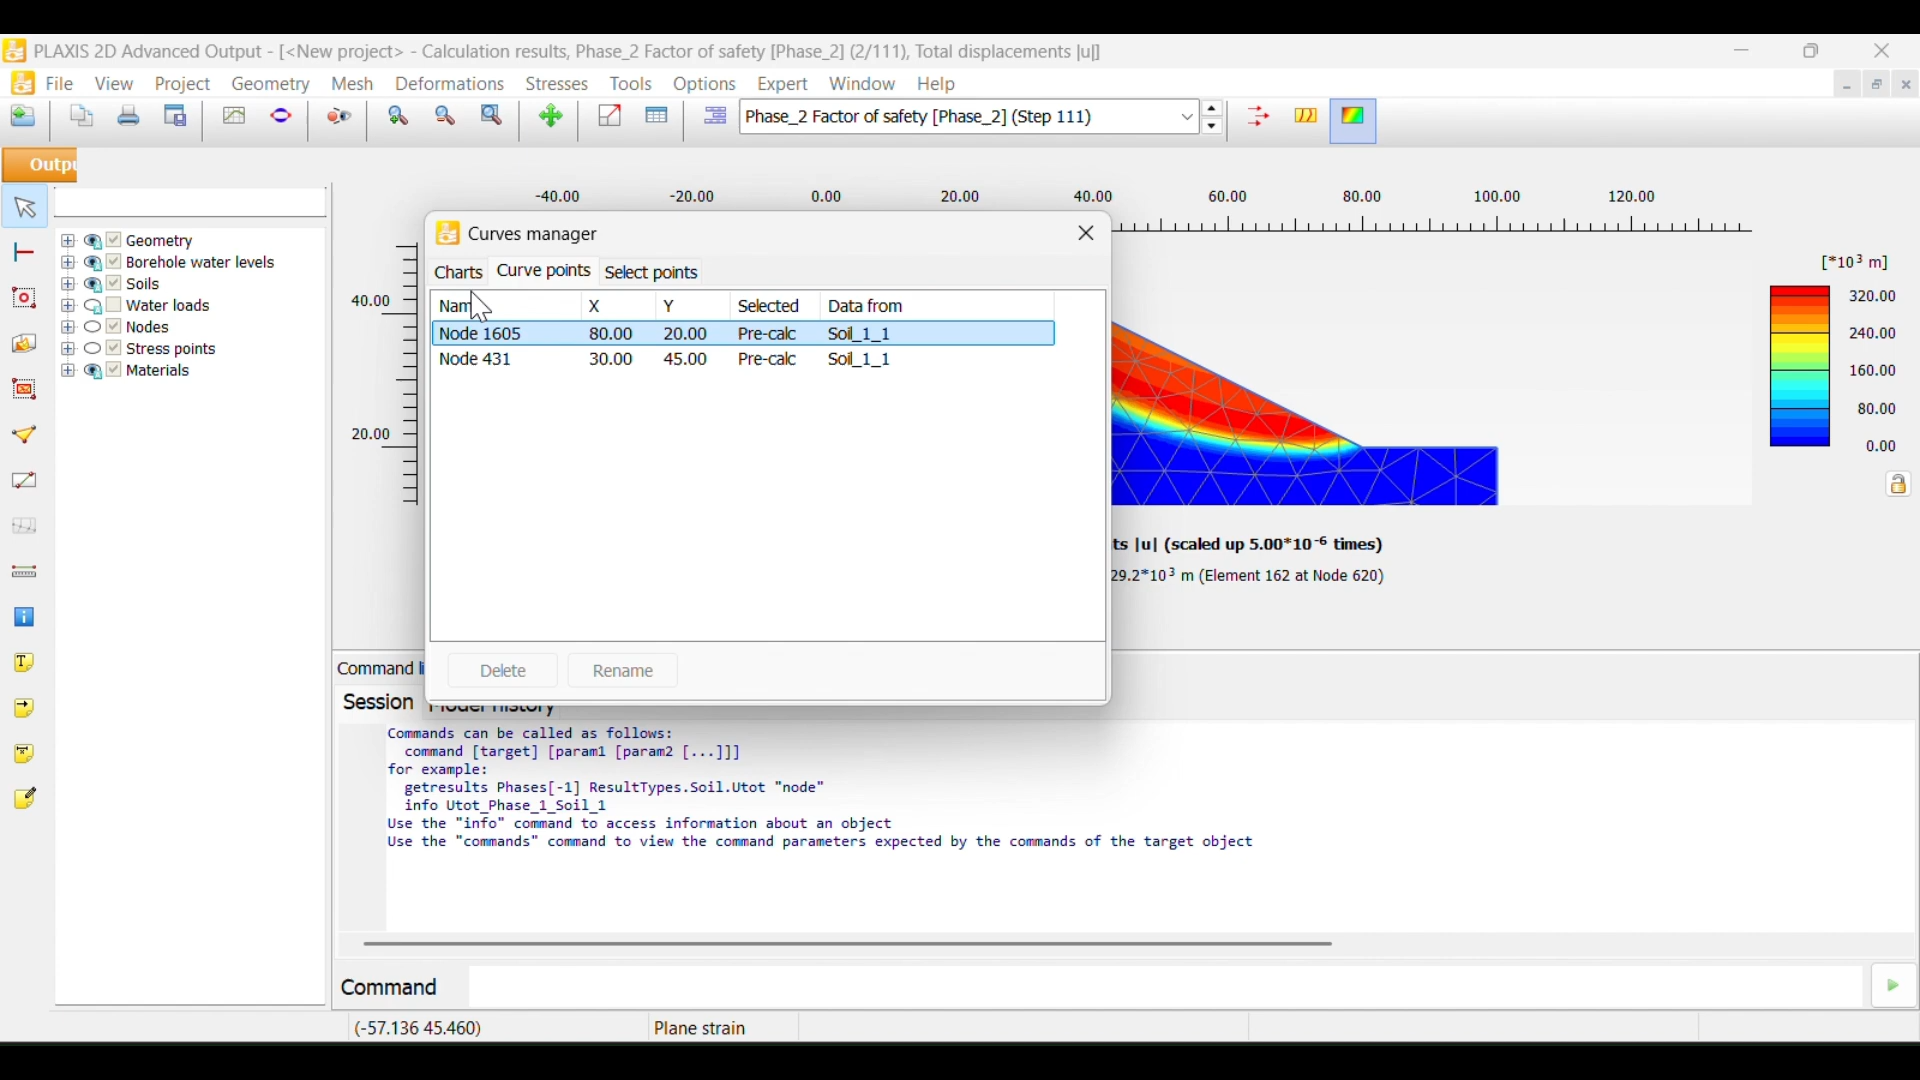 PLAXIS 2D Advanced Output - [<New project> - Calculation results, Phase_2 Factor of safety [Phase_2] (2/111), Total displacements |u|]
File View Project Geometry Mesh Deformations Stresses Tools Options Expert Window Help
Phase_2 Factor of safety [Phase_2] (Step 111)
-40.00 -20.00 0.00 20.00 40.00 60.00 80.00 100.00 120.00
Geometry
Borehole water levels
Soils
Water loads
Nodes
Stress points
Materials
40.00
20.00
Curves manager
Charts Curve points Select points
X Y Selected Data from
Node 1605 80.00 20.00 Pre-calc Soil_1_1
Node 431 30.00 45.00 Pre-calc Soil_1_1
Delete Rename
[*10³ m]
320.00
240.00
160.00
80.00
0.00
|u| (scaled up 5.00*10⁻⁶ times)
29.2*10³ m (Element 162 at Node 620)
Command
Session Model history
Commands can be called as follows:
command [target] [param1 [param2 [...]]]
for example:
getresults Phases[-1] ResultTypes.Soil.Utot "node"
info Utot_Phase_1_Soil_1
Use the "info" command to access information about an object
Use the "commands" command to view the command parameters expected by the commands of the target object
Command
(-57.136 45.460) Plane strain